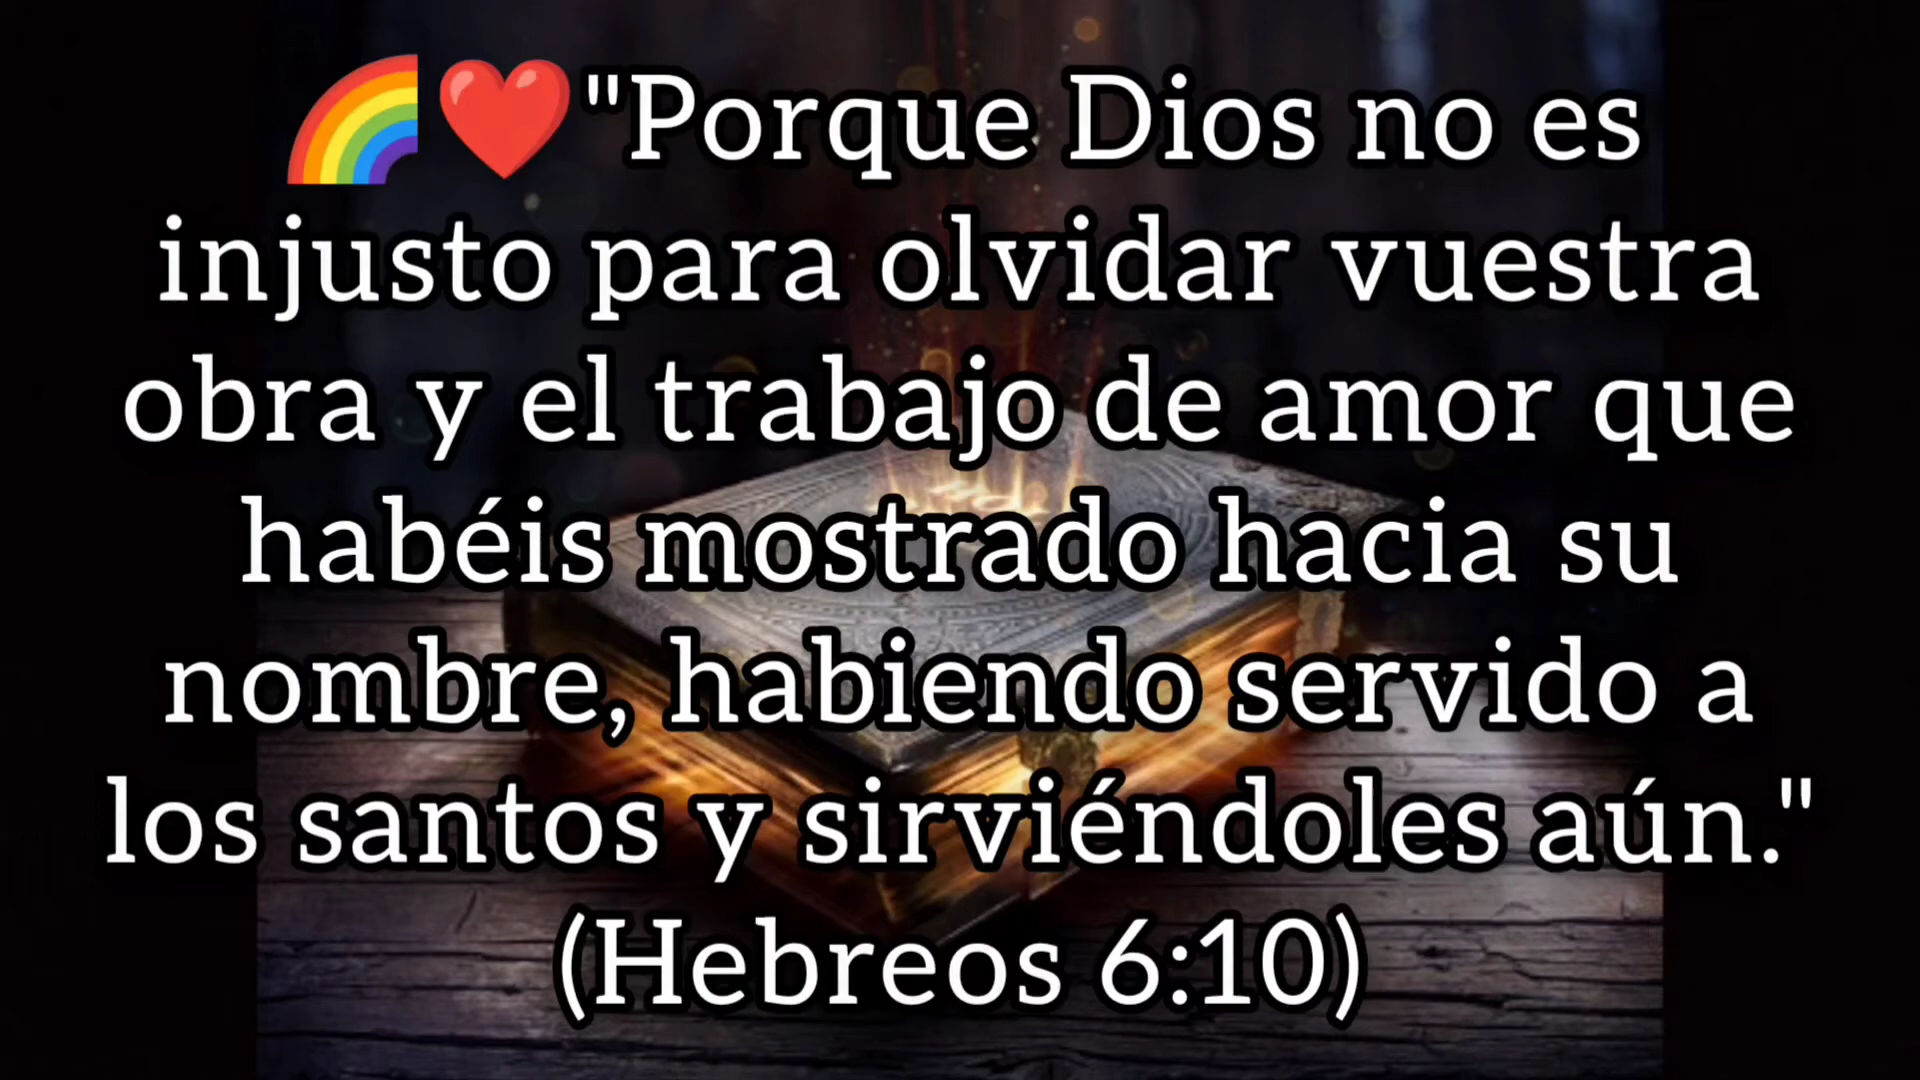 🌈❤️"Porque Dios no es
injusto para olvidar vuestra
obra y el trabajo de amor que
habéis mostrado hacia su
nombre, habiendo servido a
los santos y sirviéndoles aún."
(Hebreos 6:10)